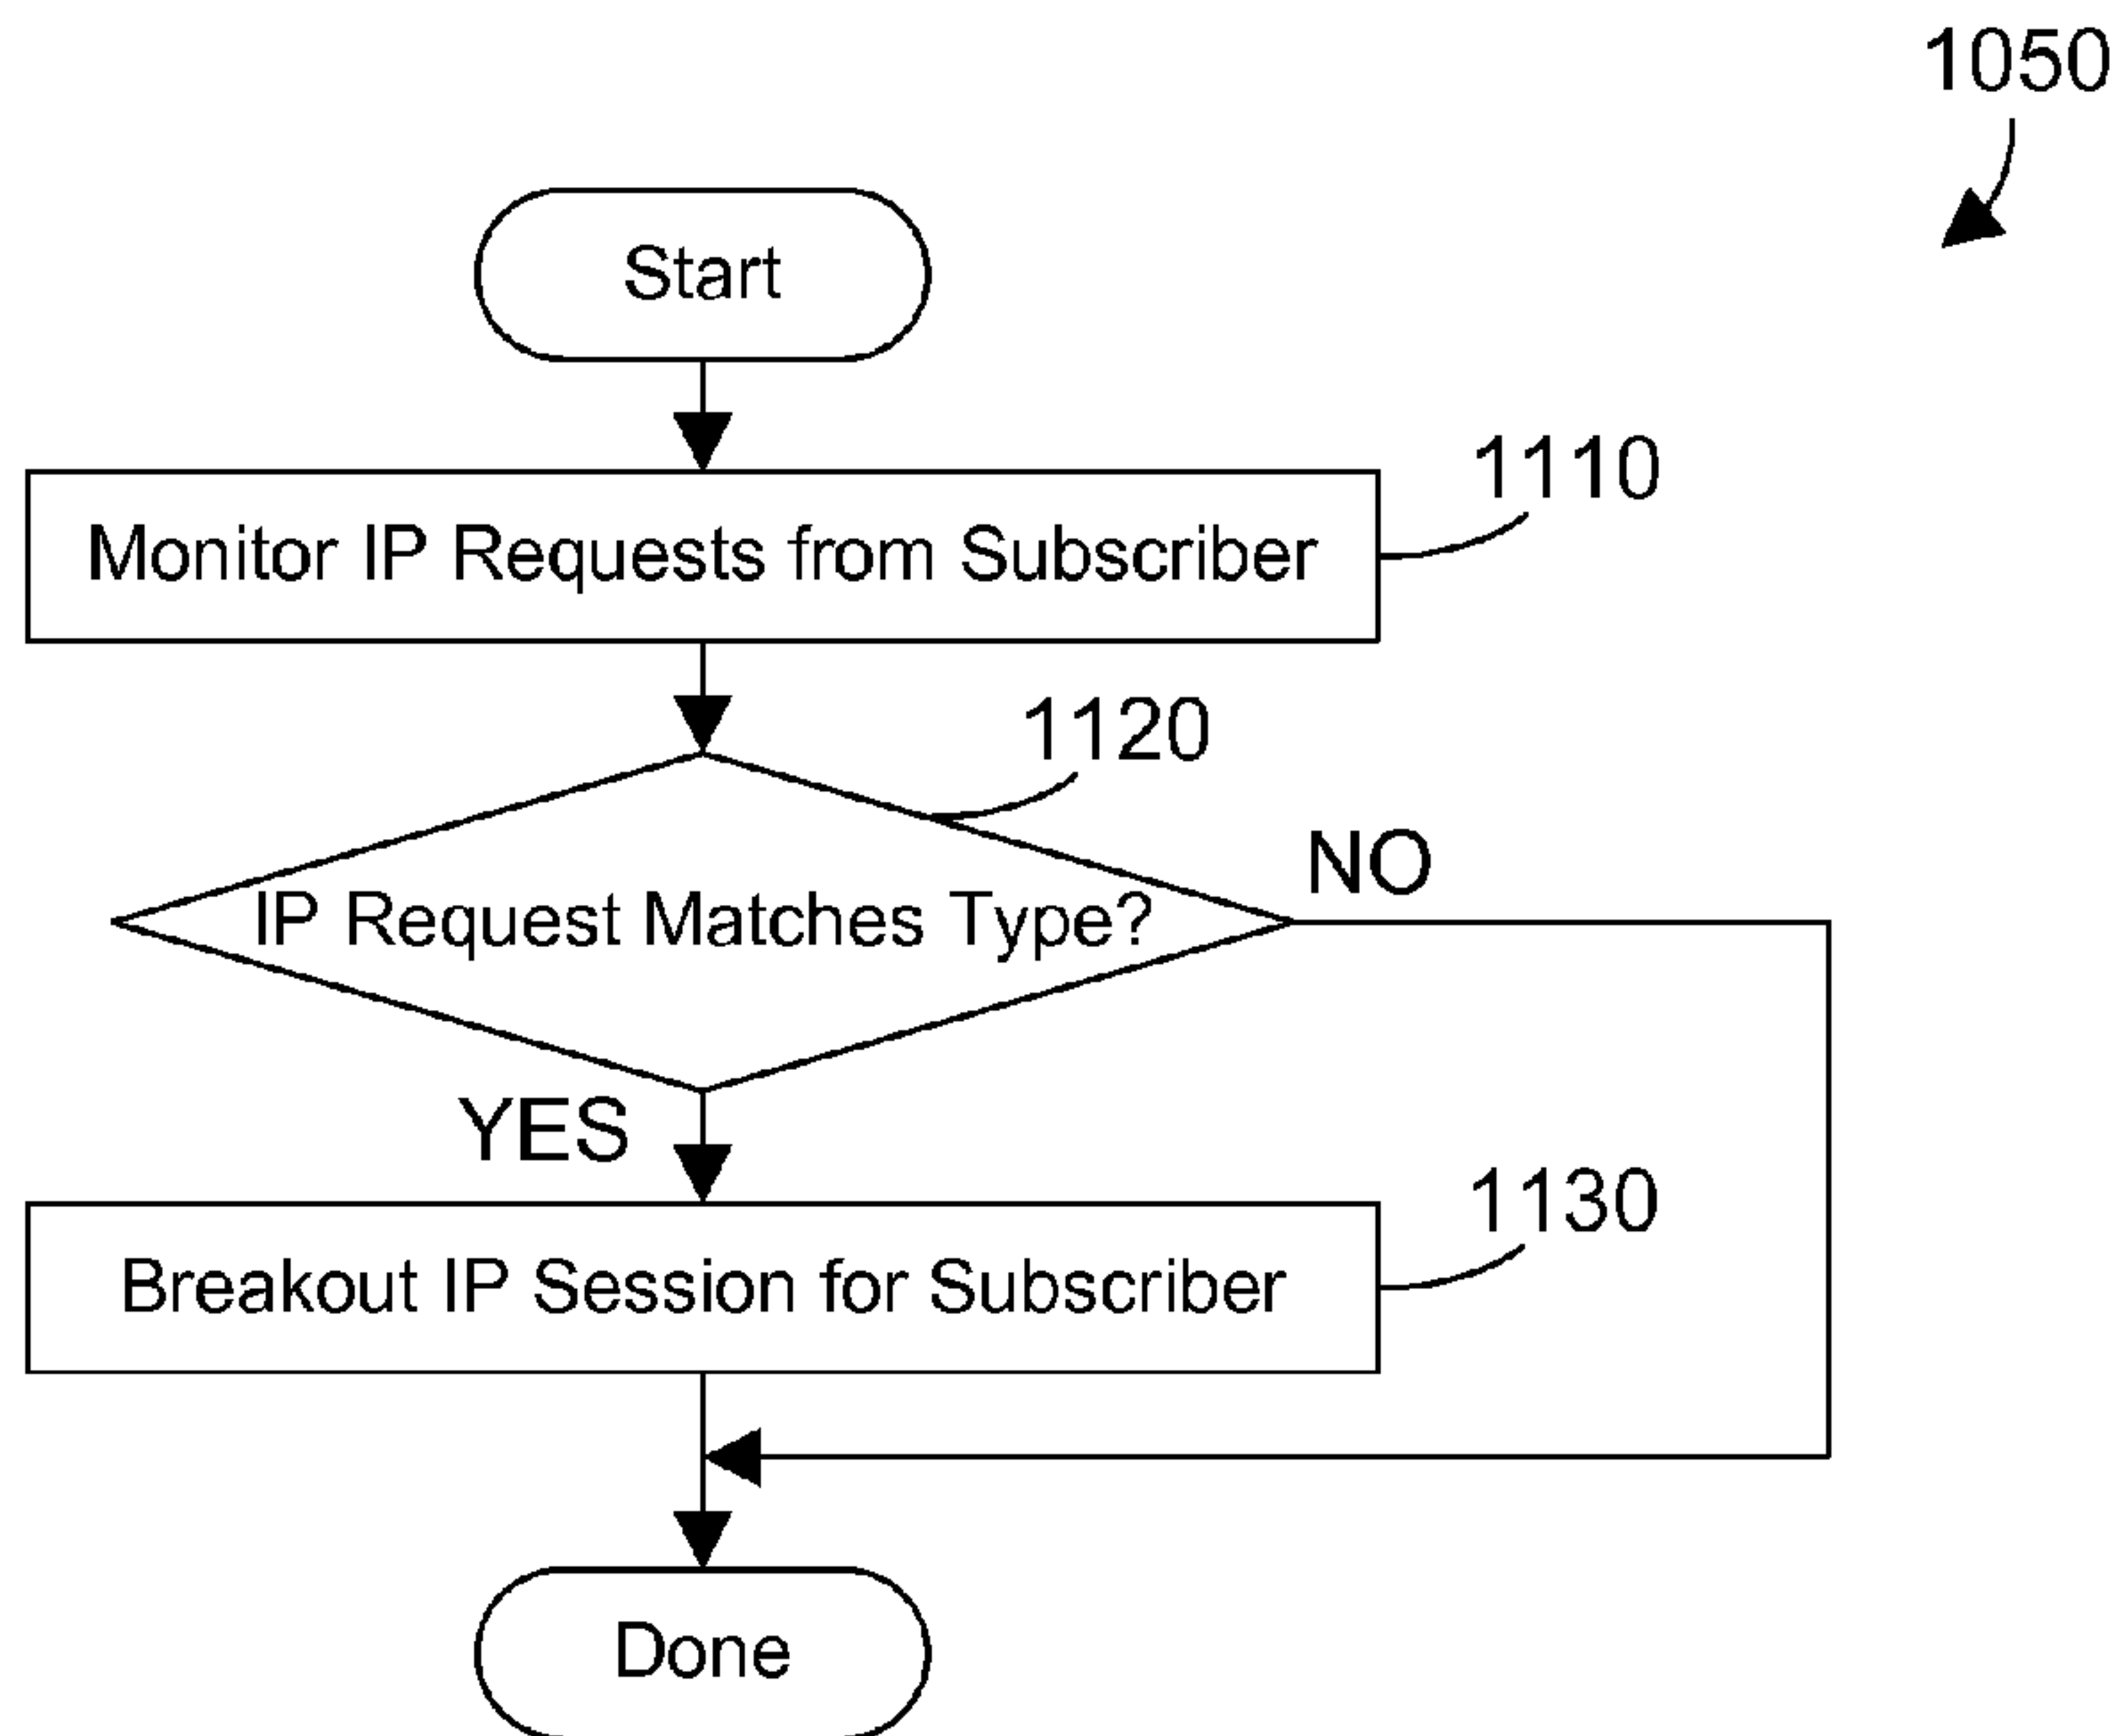 1050
Start
1110
Monitor IP Requests from Subscriber
1120
NO
IP Request Matches Type?
YES
1130
Breakout IP Session for Subscriber
Done